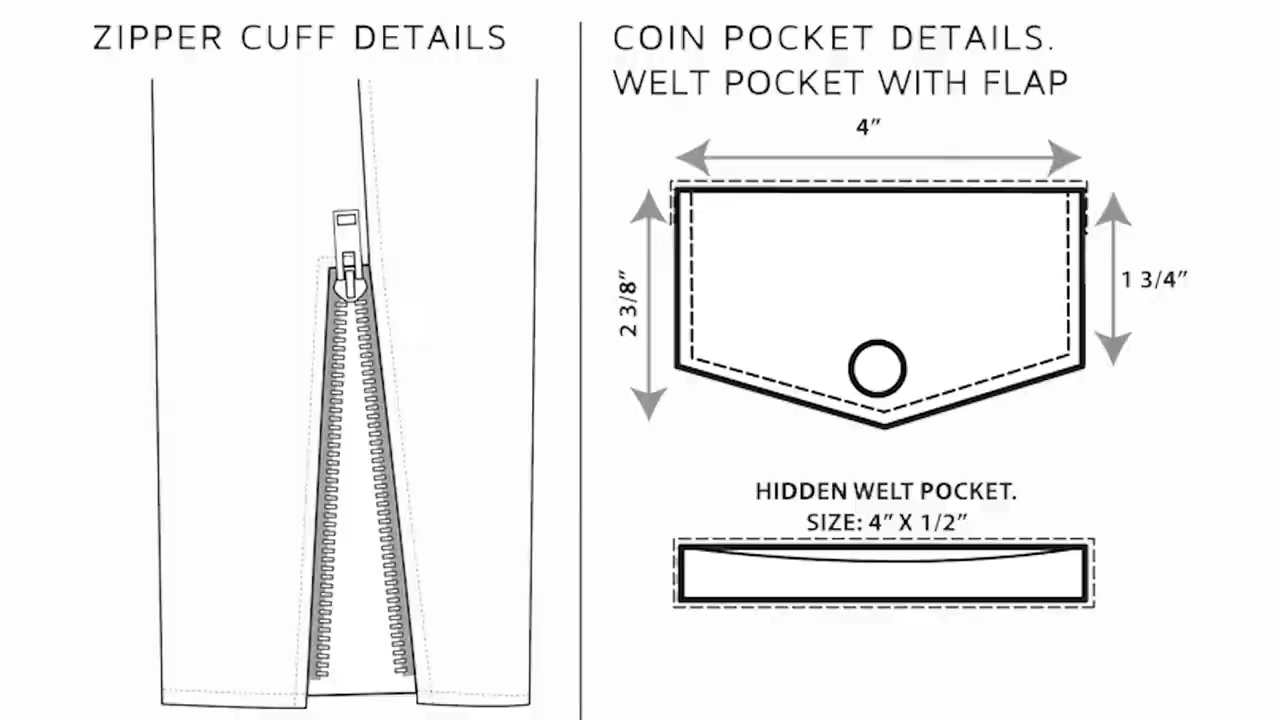 ZIPPER CUFF DETAILS
COIN POCKET DETAILS.
WELT POCKET WITH FLAP
4”
2 3/8”
1 3/4”
HIDDEN WELT POCKET.
SIZE: 4” X 1/2”